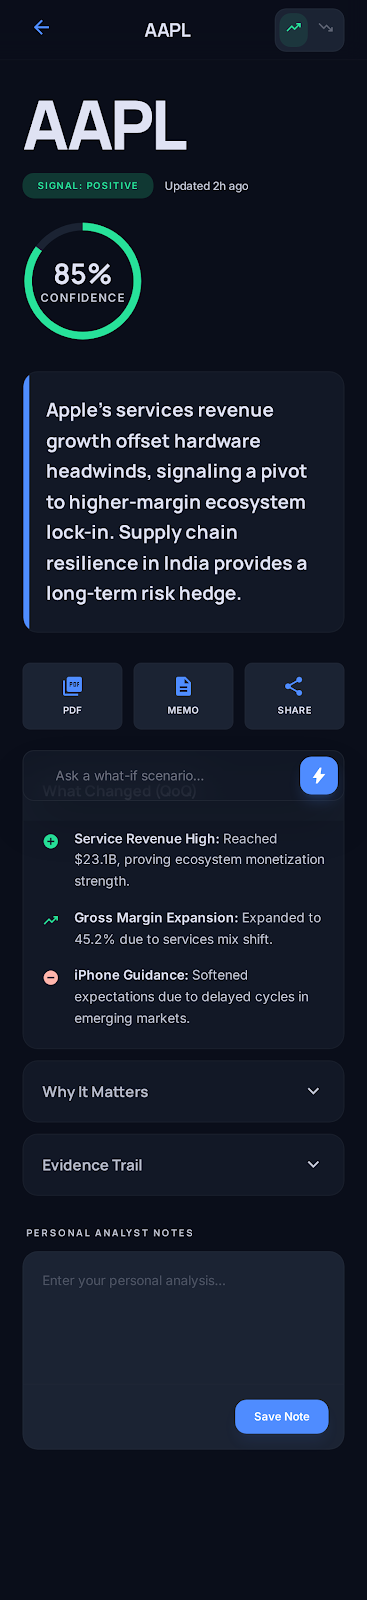 AAPL
AAPL
SIGNAL: POSITIVE
Updated 2h ago
85%
CONFIDENCE
Apple's services revenue
growth offset hardware
headwinds, signaling a pivot
to higher-margin ecosystem
lock-in. Supply chain
resilience in India provides a
long-term risk hedge.
PDF
PDF
MEMO
SHARE
Ask a what-if scenario...
What Changed (QoQ)
Service Revenue High: Reached
$23.1B, proving ecosystem monetization
strength.
Gross Margin Expansion: Expanded to
45.2% due to services mix shift.
iPhone Guidance: Softened
expectations due to delayed cycles in
emerging markets.
Why It Matters
Evidence Trail
PERSONAL ANALYST NOTES
Enter your personal analysis...
Save Note